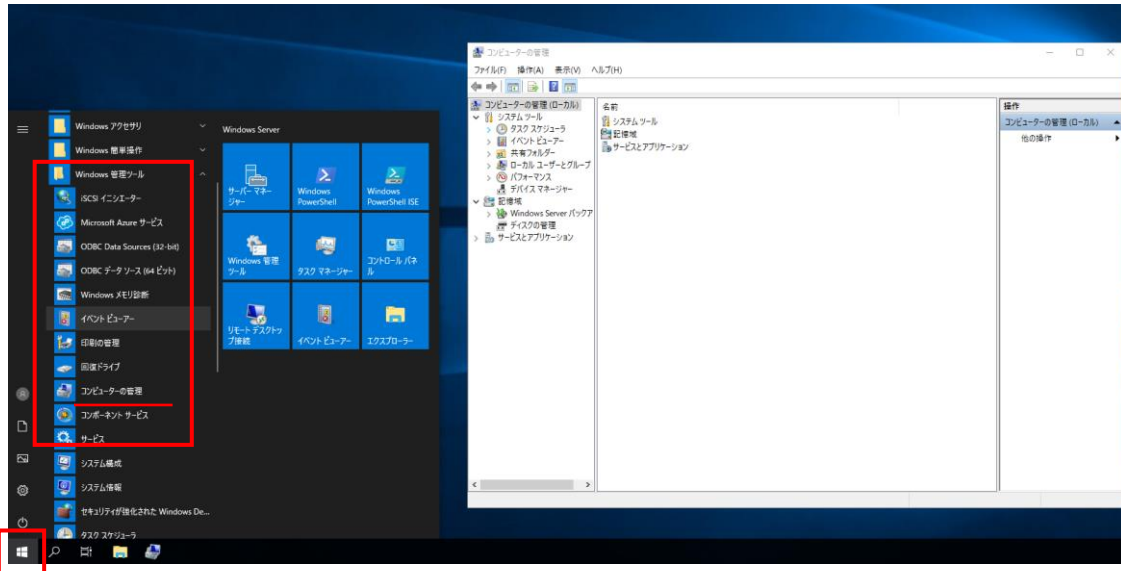 Windows アクセサリ
Windows 簡単操作
Windows 管理ツール
iSCSI イニシエーター
Microsoft Azure サービス
ODBC Data Sources (32-bit)
ODBC データ ソース (64 ビット)
Windows メモリ診断
イベント ビューアー
印刷の管理
回復ドライブ
コンピューターの管理
コンポーネント サービス
サービス
システム構成
システム情報
セキュリティが強化された Windows De...
タスク スケジューラ
Windows Server
サーバー マネー
ジャー
Windows
PowerShell
Windows
PowerShell ISE
Windows 管理
ツール
タスク マネージャー
コントロール パネ
ル
リモート デスクトッ
プ接続
イベント ビューアー
エクスプローラー
コンピューターの管理
ファイル(F) 操作(A) 表示(V) ヘルプ(H)
コンピューターの管理 (ローカル)
システム ツール
タスク スケジューラ
イベント ビューアー
共有フォルダー
ローカル ユーザーとグループ
パフォーマンス
デバイス マネージャー
記憶域
Windows Server バックア
ディスクの管理
サービスとアプリケーション
名前
システム ツール
記憶域
サービスとアプリケーション
操作
コンピューターの管理 (ローカル)
他の操作